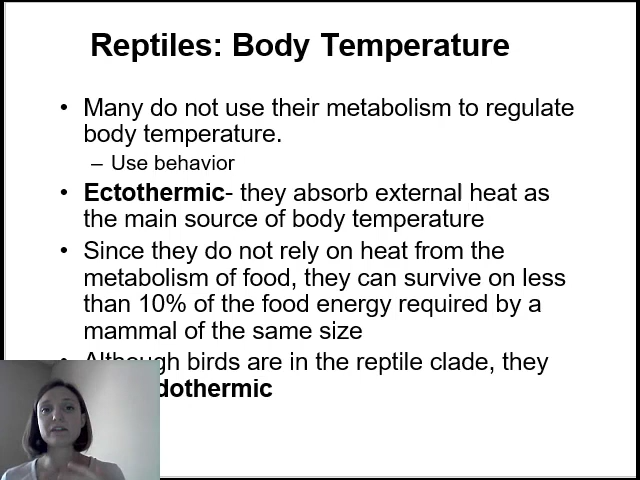 Reptiles: Body Temperature
• Many do not use their metabolism to regulate
body temperature.
– Use behavior
• Ectothermic- they absorb external heat as
the main source of body temperature
• Since they do not rely on heat from the
metabolism of food, they can survive on less
than 10% of the food energy required by a
mammal of the same size
• Although birds are in the reptile clade, they
dothermic